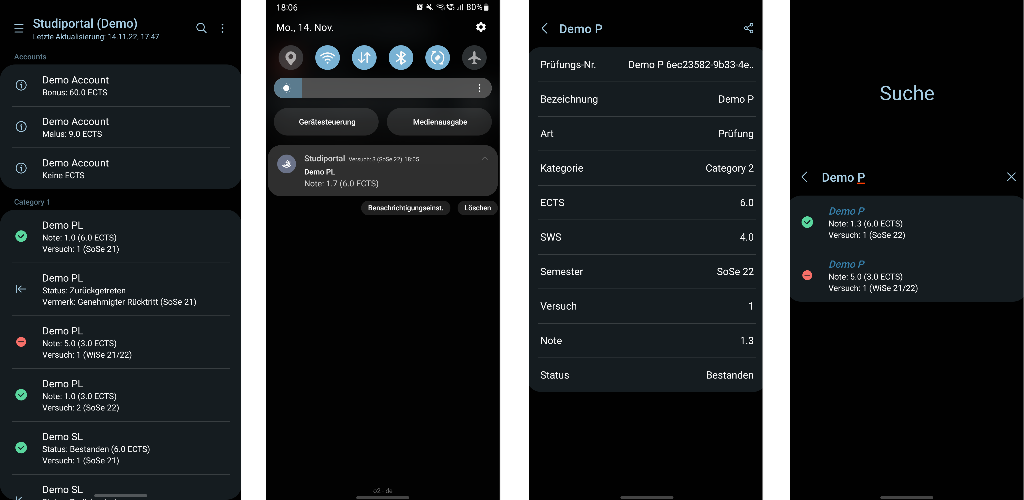 Studiportal (Demo)
Letzte Aktualisierung: 14.11.22, 17:47
Accounts
Demo Account
Bonus: 60.0 ECTS
Demo Account
Malus: 9.0 ECTS
Demo Account
Keine ECTS
Category 1
Demo PL
Note: 1.0 (6.0 ECTS)
Versuch: 1 (SoSe 21)
Demo PL
Status: Zurückgetreten
Vermerk: Genehmigter Rücktritt (SoSe 21)
Demo PL
Note: 5.0 (3.0 ECTS)
Versuch: 1 (WiSe 21/22)
Demo PL
Note: 1.0 (3.0 ECTS)
Versuch: 2 (SoSe 22)
Demo SL
Status: Bestanden (6.0 ECTS)
Versuch: 1 (SoSe 21)
Demo SL
18:06
80%
Mo., 14. Nov.
Gerätesteuerung
Medienausgabe
Studiportal Versuch: 2 (SoSe 22) 18:05
Demo PL
Note: 1.7 (6.0 ECTS)
Benachrichtigungseinst.
Löschen
o2 - de
Demo P
Prüfungs-Nr. Demo P 6ec23582-9b33-4e..
Bezeichnung Demo P
Art Prüfung
Kategorie Category 2
ECTS 6.0
SWS 4.0
Semester SoSe 22
Versuch 1
Note 1.3
Status Bestanden
Suche
Demo P
Demo P
Note: 1.3 (6.0 ECTS)
Versuch: 1 (SoSe 22)
Demo P
Note: 5.0 (3.0 ECTS)
Versuch: 1 (WiSe 21/22)